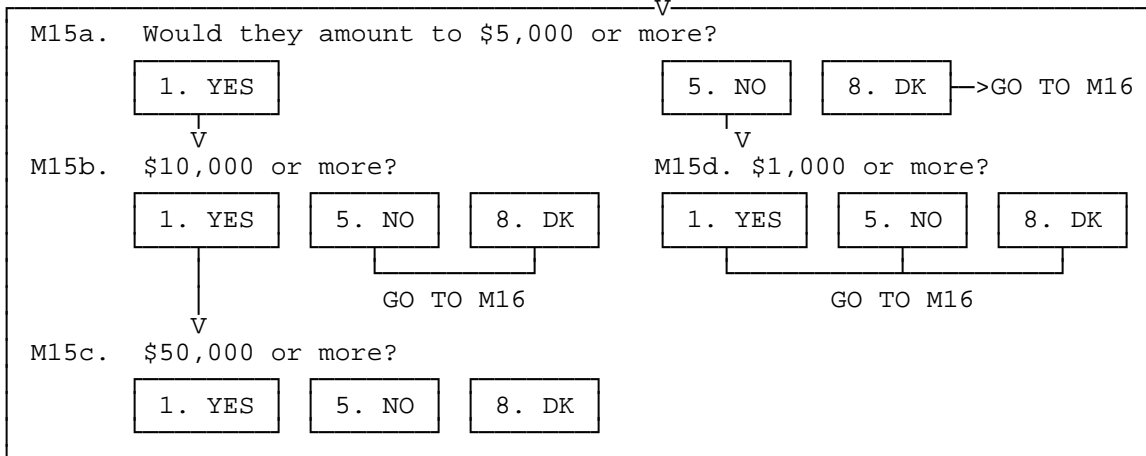 V
M15a. Would they amount to $5,000 or more?
1. YES 5. NO 8. DK ->GO TO M16
V V
M15b. $10,000 or more? M15d. $1,000 or more?
1. YES 5. NO 8. DK 1. YES 5. NO 8. DK
GO TO M16 GO TO M16
V
M15c. $50,000 or more?
1. YES 5. NO 8. DK